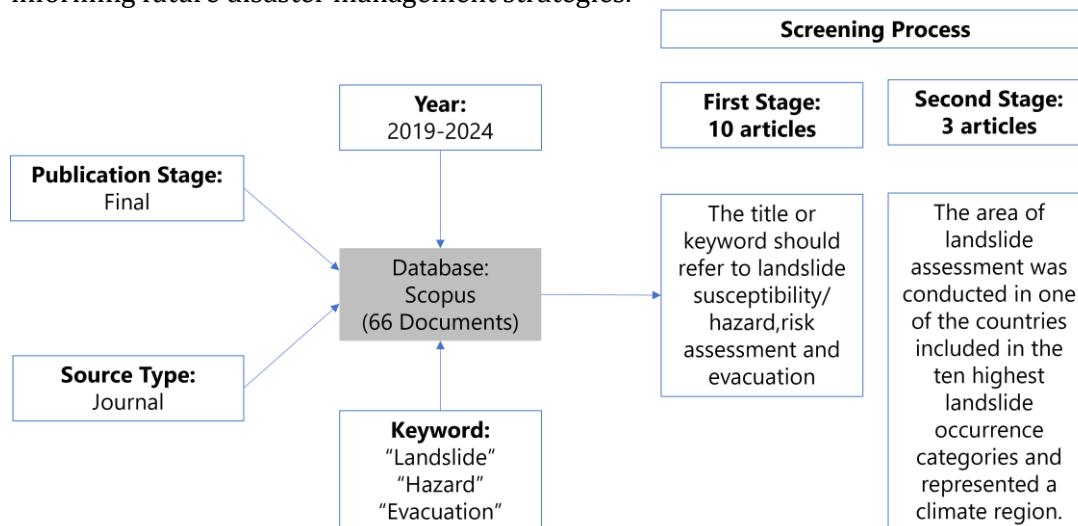 informing future disaster management strategies.
Screening Process
Year:
2019-2024
First Stage:
10 articles
Second Stage:
3 articles
Publication Stage:
Final
The title or
keyword should
refer to landslide
susceptibility/
hazard,risk
assessment and
evacuation
The area of
landslide
assessment was
conducted in one
of the countries
included in the
ten highest
landslide
occurrence
categories and
represented a
climate region.
Database:
Scopus
(66 Documents)
Source Type:
Journal
Keyword:
“Landslide”
“Hazard”
“Evacuation”